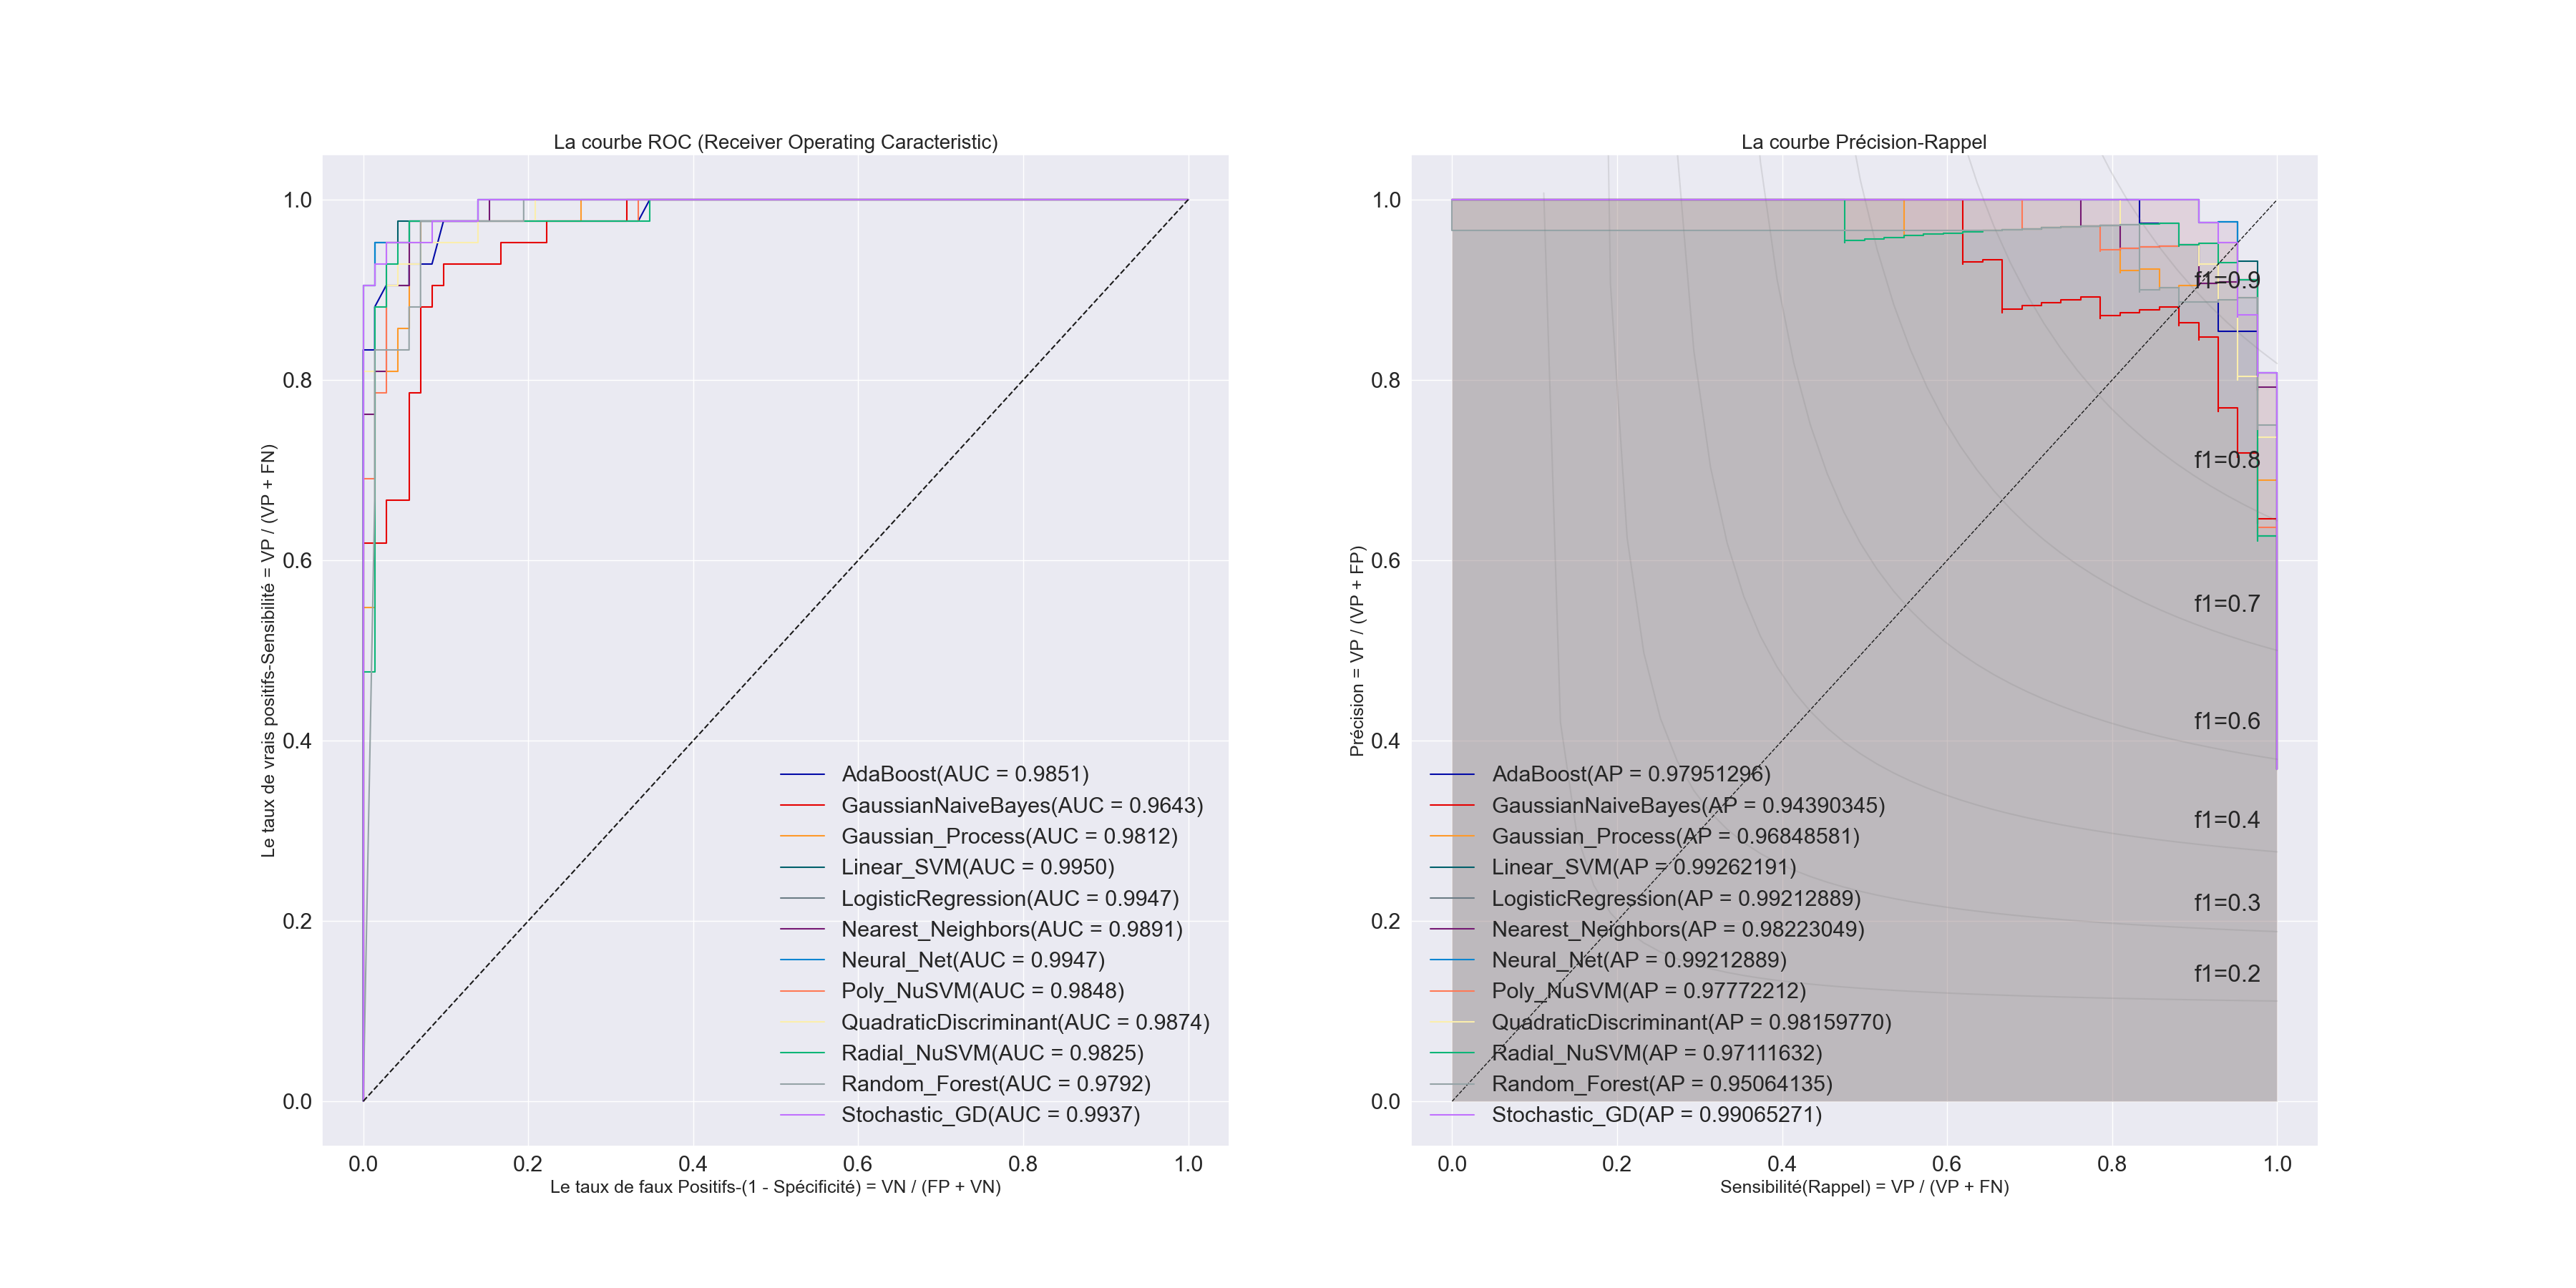 La courbe ROC (Receiver Operating Caracteristic)
Le taux de vrais positifs-Sensibilité = VP / (VP + FN)
1.0
0.8
0.6
0.4
0.2
0.0
AdaBoost(AUC = 0.9851)
GaussianNaiveBayes(AUC = 0.9643)
Gaussian_Process(AUC = 0.9812)
Linear_SVM(AUC = 0.9950)
LogisticRegression(AUC = 0.9947)
Nearest_Neighbors(AUC = 0.9891)
Neural_Net(AUC = 0.9947)
Poly_NuSVM(AUC = 0.9848)
QuadraticDiscriminant(AUC = 0.9874)
Radial_NuSVM(AUC = 0.9825)
Random_Forest(AUC = 0.9792)
Stochastic_GD(AUC = 0.9937)
0.0 0.2 0.4 0.6 0.8 1.0
Le taux de faux Positifs-(1 - Spécificité) = VN / (FP + VN)
La courbe Précision-Rappel
Précision = VP / (VP + FP)
1.0
0.8
0.6
0.4
0.2
0.0
f1=0.9
f1=0.8
f1=0.7
f1=0.6
f1=0.4
f1=0.3
f1=0.2
AdaBoost(AP = 0.97951296)
GaussianNaiveBayes(AP = 0.94390345)
Gaussian_Process(AP = 0.96848581)
Linear_SVM(AP = 0.99262191)
LogisticRegression(AP = 0.99212889)
Nearest_Neighbors(AP = 0.98223049)
Neural_Net(AP = 0.99212889)
Poly_NuSVM(AP = 0.97772212)
QuadraticDiscriminant(AP = 0.98159770)
Radial_NuSVM(AP = 0.97111632)
Random_Forest(AP = 0.95064135)
Stochastic_GD(AP = 0.99065271)
0.0 0.2 0.4 0.6 0.8 1.0
Sensibilité(Rappel) = VP / (VP + FN)